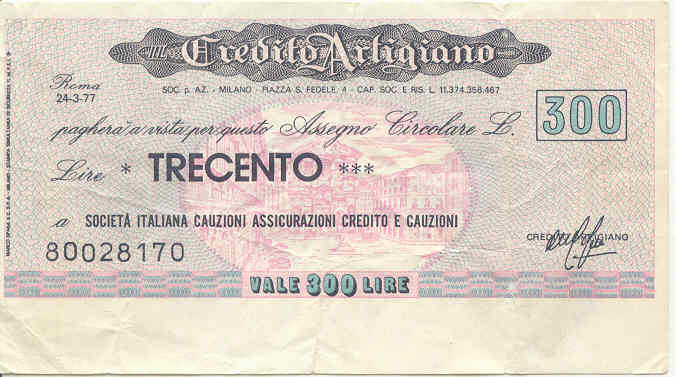 Il Credito Artigiano
SOC. p. AZ. - MILANO - PIAZZA S. FEDELE, 4 - CAP. SOC. E RIS. L. 11.374.358.467
Roma
24-3-77
pagherà a vista per questo Assegno Circolare L. 300
Lire * TRECENTO ***
a SOCIETÀ ITALIANA CAUZIONI ASSICURAZIONI CREDITO E CAUZIONI
80028170
CREDITO ARTIGIANO
VALE 300 LIRE